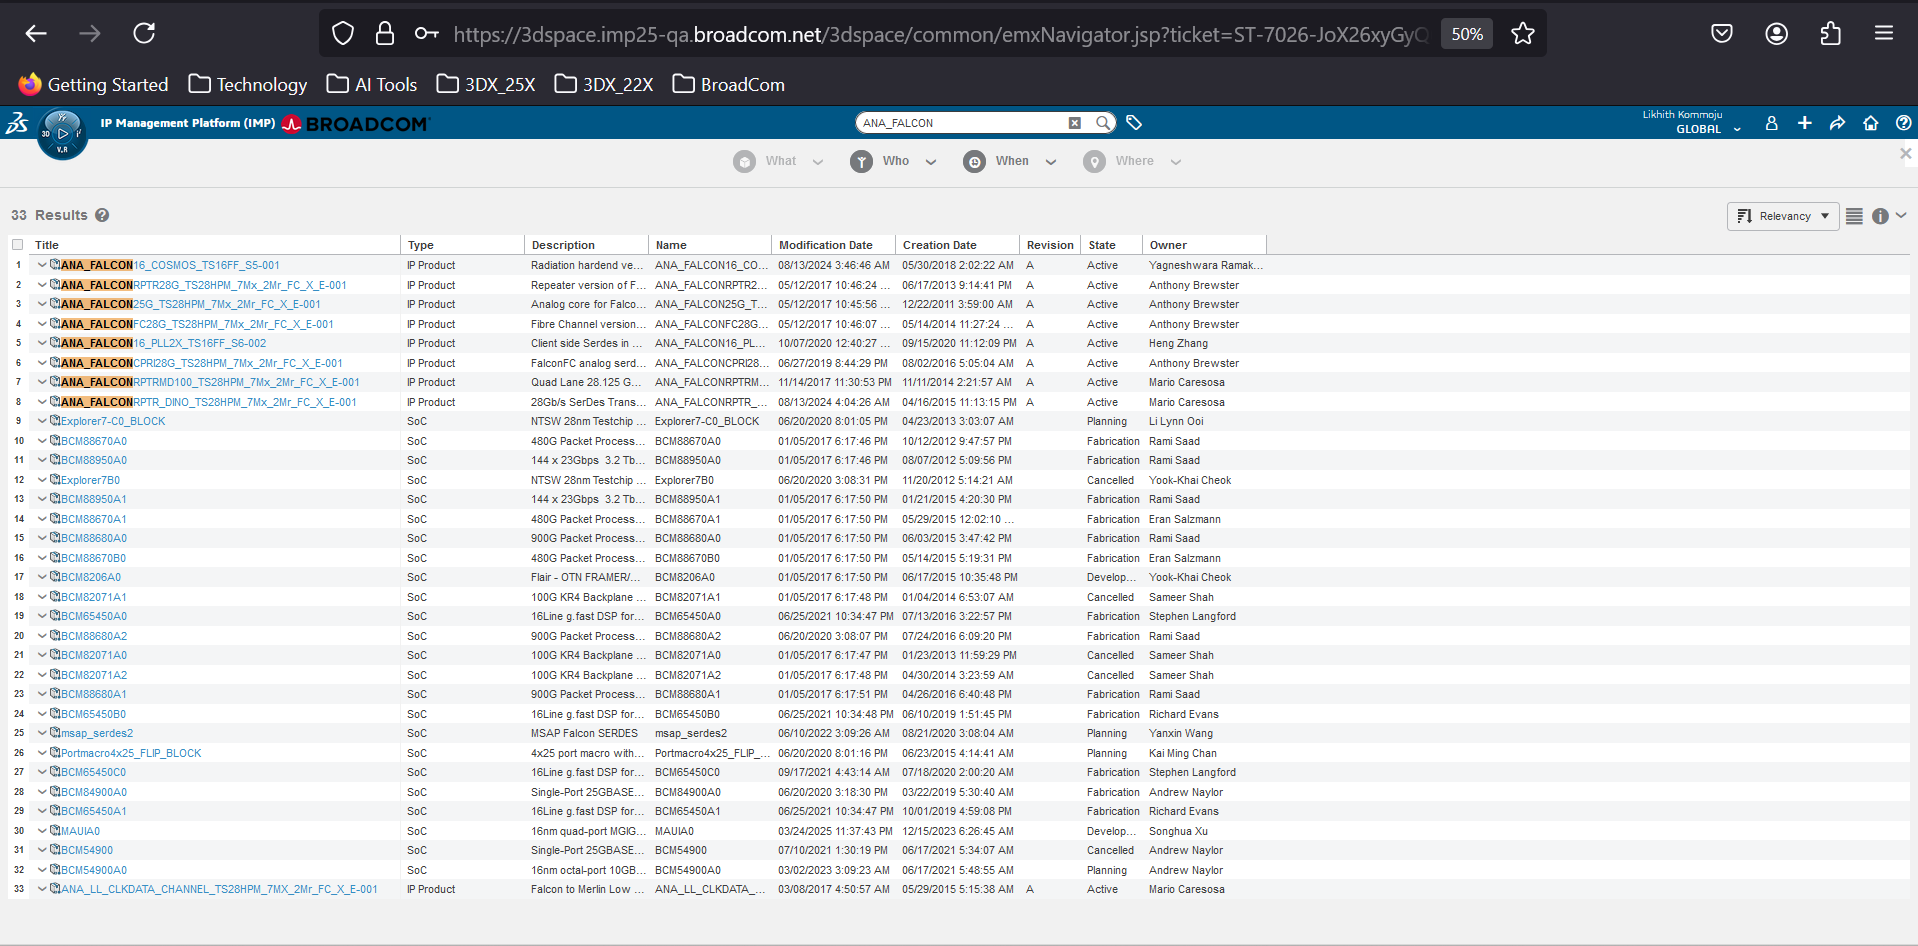 https://3dspace.imp25-qa.broadcom.net/3dspace/common/emxNavigator.jsp?ticket=ST-7026-JoX26xyGyQ 50%
Getting Started Technology AI Tools 3DX_25X 3DX_22X BroadCom
IP Management Platform (IMP) BROADCOM ANA_FALCON Likhith Kommoju
3D V.R GLOBAL
What Who When Where
33 Results Relevancy
Title Type Description Name Modification Date Creation Date Revision State Owner
1 ANA_FALCON16_COSMOS_TS16FF_S5-001 IP Product Radiation hardend ve... ANA_FALCON16_CO... 08/13/2024 3:46:46 AM 05/30/2018 2:02:22 AM A Active Yagneshwara Ramak...
2 ANA_FALCONRPTR28G_TS28HPM_7Mx_2Mr_FC_X_E-001 IP Product Repeater version of F... ANA_FALCONRPTR2... 05/12/2017 10:46:24 ... 06/17/2013 9:14:41 PM A Active Anthony Brewster
3 ANA_FALCON25G_TS28HPM_7Mx_2Mr_FC_X_E-001 IP Product Analog core for Falco... ANA_FALCON25G_T... 05/12/2017 10:45:56 ... 12/22/2011 3:59:00 AM A Active Anthony Brewster
4 ANA_FALCONFC28G_TS28HPM_7Mx_2Mr_FC_X_E-001 IP Product Fibre Channel version... ANA_FALCONFC28G... 05/12/2017 10:46:07 ... 05/14/2014 11:27:24 ... A Active Anthony Brewster
5 ANA_FALCON16_PLL2X_TS16FF_S6-002 IP Product Client side Serdes in ... ANA_FALCON16_PL... 10/07/2020 12:40:27 ... 09/15/2020 11:12:09 PM A Active Heng Zhang
6 ANA_FALCONCPRI28G_TS28HPM_7Mx_2Mr_FC_X_E-001 IP Product FalconFC analog serd... ANA_FALCONCPRI28... 06/27/2019 8:44:29 PM 08/02/2016 5:05:04 AM A Active Anthony Brewster
7 ANA_FALCONRPTRMD100_TS28HPM_7Mx_2Mr_FC_X_E-001 IP Product Quad Lane 28.125 G... ANA_FALCONRPTRM... 11/14/2017 11:30:53 PM 11/11/2014 2:21:57 AM A Active Mario Caresosa
8 ANA_FALCONRPTR_DINO_TS28HPM_7Mx_2Mr_FC_X_E-001 IP Product 28Gb/s SerDes Trans... ANA_FALCONRPTR_... 08/13/2024 4:04:26 AM 04/16/2015 11:13:15 PM A Active Mario Caresosa
9 Explorer7-C0_BLOCK SoC NTSW 28nm Testchip ... Explorer7-C0_BLOCK 06/20/2020 8:01:05 PM 04/23/2013 3:03:07 AM Planning Li Lynn Ooi
10 BCM88670A0 SoC 480G Packet Process... BCM88670A0 01/05/2017 6:17:46 PM 10/12/2012 9:47:57 PM Fabrication Rami Saad
11 BCM88950A0 SoC 144 x 23Gbps 3.2 Tb... BCM88950A0 01/05/2017 6:17:46 PM 08/07/2012 5:09:56 PM Fabrication Rami Saad
12 Explorer7B0 SoC NTSW 28nm Testchip ... Explorer7B0 06/20/2020 3:08:31 PM 11/20/2012 5:14:21 AM Cancelled Yook-Khai Cheok
13 BCM88950A1 SoC 144 x 23Gbps 3.2 Tb... BCM88950A1 01/05/2017 6:17:50 PM 01/21/2015 4:20:30 PM Fabrication Rami Saad
14 BCM88670A1 SoC 480G Packet Process... BCM88670A1 01/05/2017 6:17:50 PM 05/29/2015 12:02:10 ... Fabrication Eran Salzmann
15 BCM88680A0 SoC 900G Packet Process... BCM88680A0 01/05/2017 6:17:50 PM 06/03/2015 3:47:42 PM Fabrication Rami Saad
16 BCM88670B0 SoC 480G Packet Process... BCM88670B0 01/05/2017 6:17:50 PM 05/14/2015 5:19:31 PM Fabrication Eran Salzmann
17 BCM8206A0 SoC Flair - OTN FRAMER/... BCM8206A0 01/05/2017 6:17:50 PM 06/17/2015 10:35:48 PM Develop... Yook-Khai Cheok
18 BCM82071A1 SoC 100G KR4 Backplane ... BCM82071A1 01/05/2017 6:17:48 PM 01/04/2014 6:53:07 AM Cancelled Sameer Shah
19 BCM65450A0 SoC 16Line g.fast DSP for... BCM65450A0 06/25/2021 10:34:47 PM 07/13/2016 3:22:57 PM Fabrication Stephen Langford
20 BCM88680A2 SoC 900G Packet Process... BCM88680A2 06/20/2020 3:08:07 PM 07/24/2016 6:09:20 PM Fabrication Rami Saad
21 BCM82071A0 SoC 100G KR4 Backplane ... BCM82071A0 01/05/2017 6:17:47 PM 01/23/2013 11:59:29 PM Cancelled Sameer Shah
22 BCM82071A2 SoC 100G KR4 Backplane ... BCM82071A2 01/05/2017 6:17:48 PM 04/30/2014 3:23:59 AM Cancelled Sameer Shah
23 BCM88680A1 SoC 900G Packet Process... BCM88680A1 01/05/2017 6:17:51 PM 04/26/2016 6:40:48 PM Fabrication Rami Saad
24 BCM65450B0 SoC 16Line g.fast DSP for... BCM65450B0 06/25/2021 10:34:48 PM 06/10/2019 1:51:45 PM Fabrication Richard Evans
25 msap_serdes2 SoC MSAP Falcon SERDES msap_serdes2 06/10/2022 3:09:26 AM 08/21/2020 3:08:04 AM Planning Yanxin Wang
26 Portmacro4x25_FLIP_BLOCK SoC 4x25 port macro with... Portmacro4x25_FLIP_... 06/20/2020 8:01:16 PM 06/23/2015 4:14:41 AM Planning Kai Ming Chan
27 BCM65450C0 SoC 16Line g.fast DSP for... BCM65450C0 09/17/2021 4:43:14 AM 07/18/2020 2:00:20 AM Fabrication Stephen Langford
28 BCM84900A0 SoC Single-Port 25GBASE... BCM84900A0 06/20/2020 3:18:30 PM 03/22/2019 5:30:40 AM Fabrication Andrew Naylor
29 BCM65450A1 SoC 16Line g.fast DSP for... BCM65450A1 06/25/2021 10:34:47 PM 10/01/2019 4:59:08 PM Fabrication Richard Evans
30 MAUIA0 SoC 16nm quad-port MGIG... MAUIA0 03/24/2025 11:37:43 PM 12/15/2023 6:26:45 AM Develop... Songhua Xu
31 BCM54900 SoC Single-Port 25GBASE... BCM54900 07/10/2021 1:30:19 PM 06/17/2021 5:34:07 AM Cancelled Andrew Naylor
32 BCM54900A0 SoC 16nm octal-port 10GB... BCM54900A0 03/02/2023 3:09:23 AM 06/17/2021 5:48:55 AM Planning Andrew Naylor
33 ANA_LL_CLKDATA_CHANNEL_TS28HPM_7MX_2Mr_FC_X_E-001 IP Product Falcon to Merlin Low ... ANA_LL_CLKDATA_... 03/08/2017 4:50:57 AM 05/29/2015 5:15:38 AM A Active Mario Caresosa